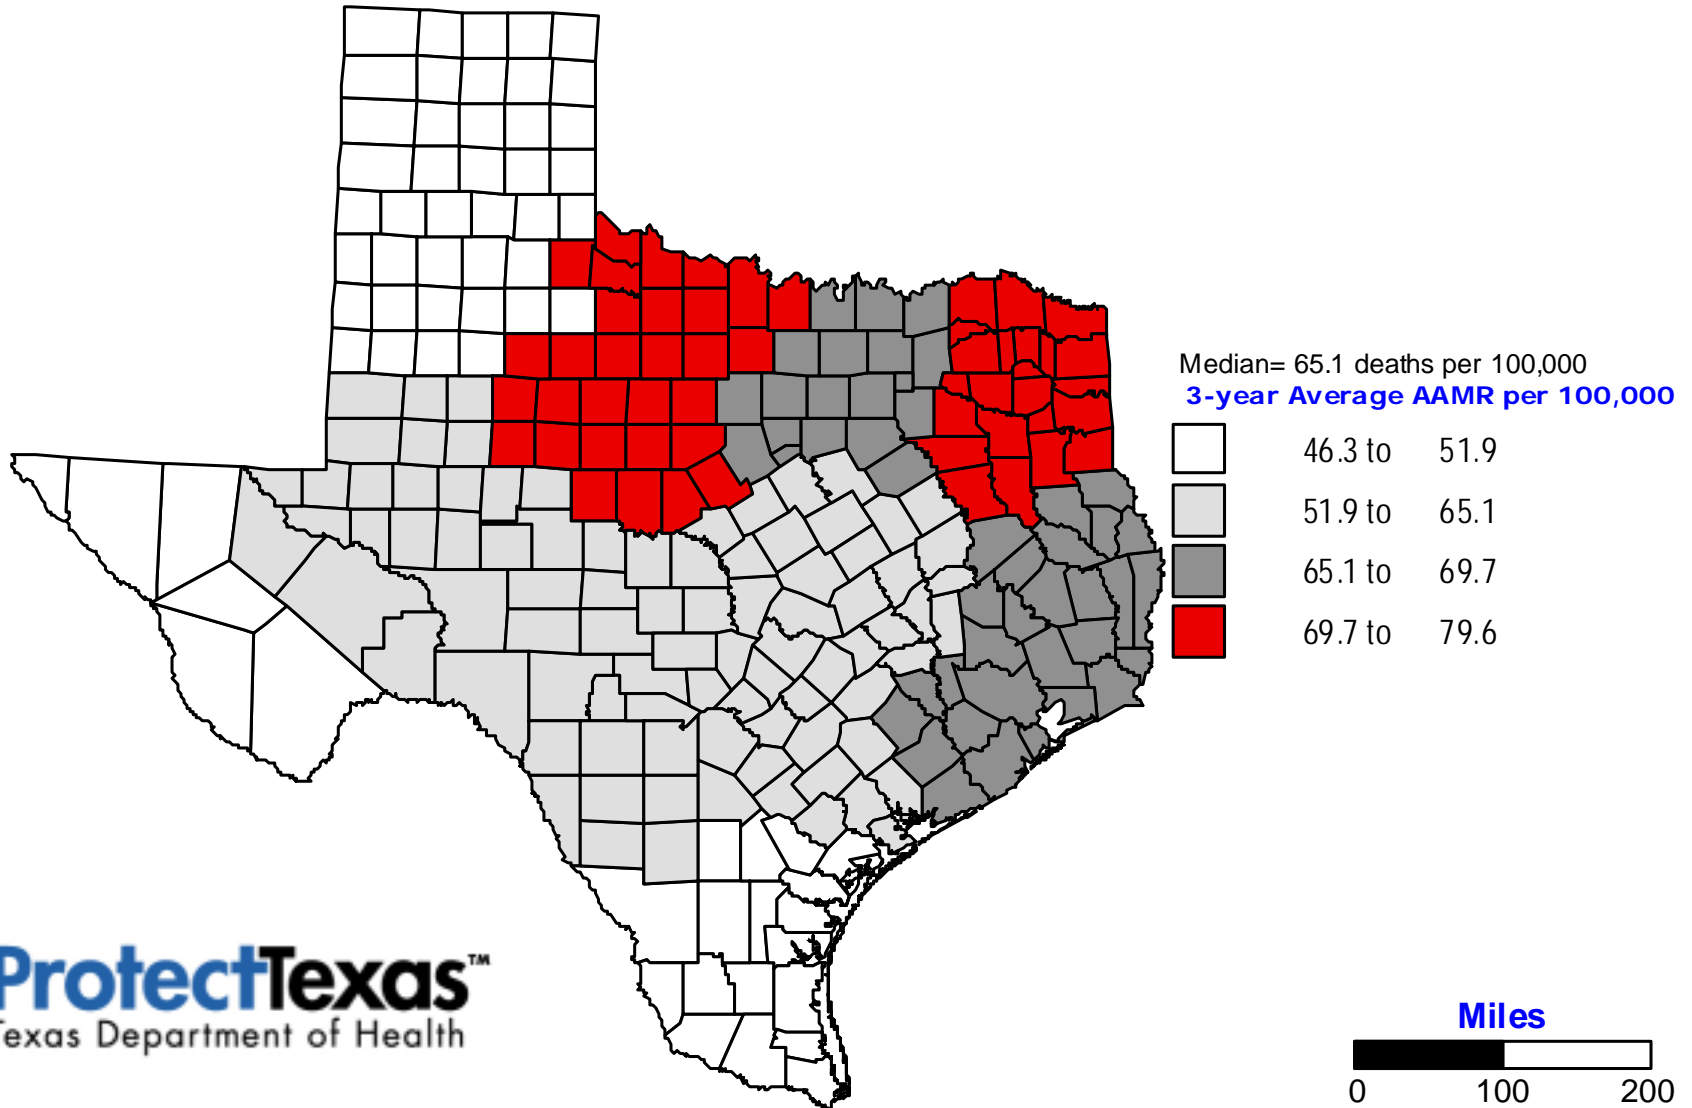 Median= 65.1 deaths per 100,000
3-year Average AAMR per 100,000
46.3 to 51.9
51.9 to 65.1
65.1 to 69.7
69.7 to 79.6
ProtectTexas™
Texas Department of Health
Miles
0 100 200